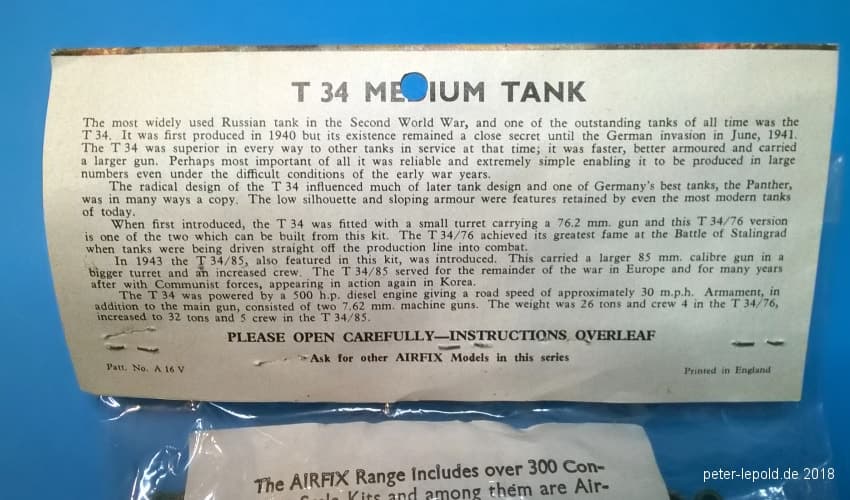 T 34 ME IUM TANK
The most widely used Russian tank in the Second World War, and one of the outstanding tanks of all time was the
T 34. It was first produced in 1940 but its existence remained a close secret until the German invasion in June, 1941.
The T 34 was superior in every way to other tanks in service at that time; it was faster, better armoured and carried
a larger gun. Perhaps most important of all it was reliable and extremely simple enabling it to be produced in large
numbers even under the difficult conditions of the early war years.
The radical design of the T 34 influenced much of later tank design and one of Germany's best tanks, the Panther,
was in many ways a copy. The low silhouette and sloping armour were features retained by even the most modern tanks
of today.
When first introduced, the T 34 was fitted with a small turret carrying a 76.2 mm. gun and this T 34/76 version
is one of the two which can be built from this kit. The T 34/76 achieved its greatest fame at the Battle of Stalingrad
when tanks were being driven straight off the production line into combat.
In 1943 the T 34/85, also featured in this kit, was introduced. This carried a larger 85 mm. calibre gun in a
bigger turret and an increased crew. The T 34/85 served for the remainder of the war in Europe and for many years
after with Communist forces, appearing in action again in Korea.
The T 34 was powered by a 500 h.p. diesel engine giving a road speed of approximately 30 m.p.h. Armament, in
addition to the main gun, consisted of two 7.62 mm. machine guns. The weight was 26 tons and crew 4 in the T 34/76,
increased to 32 tons and 5 crew in the T 34/85.
PLEASE OPEN CAREFULLY—INSTRUCTIONS OVERLEAF
Ask for other AIRFIX Models in this series
Patt. No. A 16 V
Printed in England
The AIRFIX Range includes over 300 Con-
Scale Kits and among them are Air-
peter-lepold.de 2018